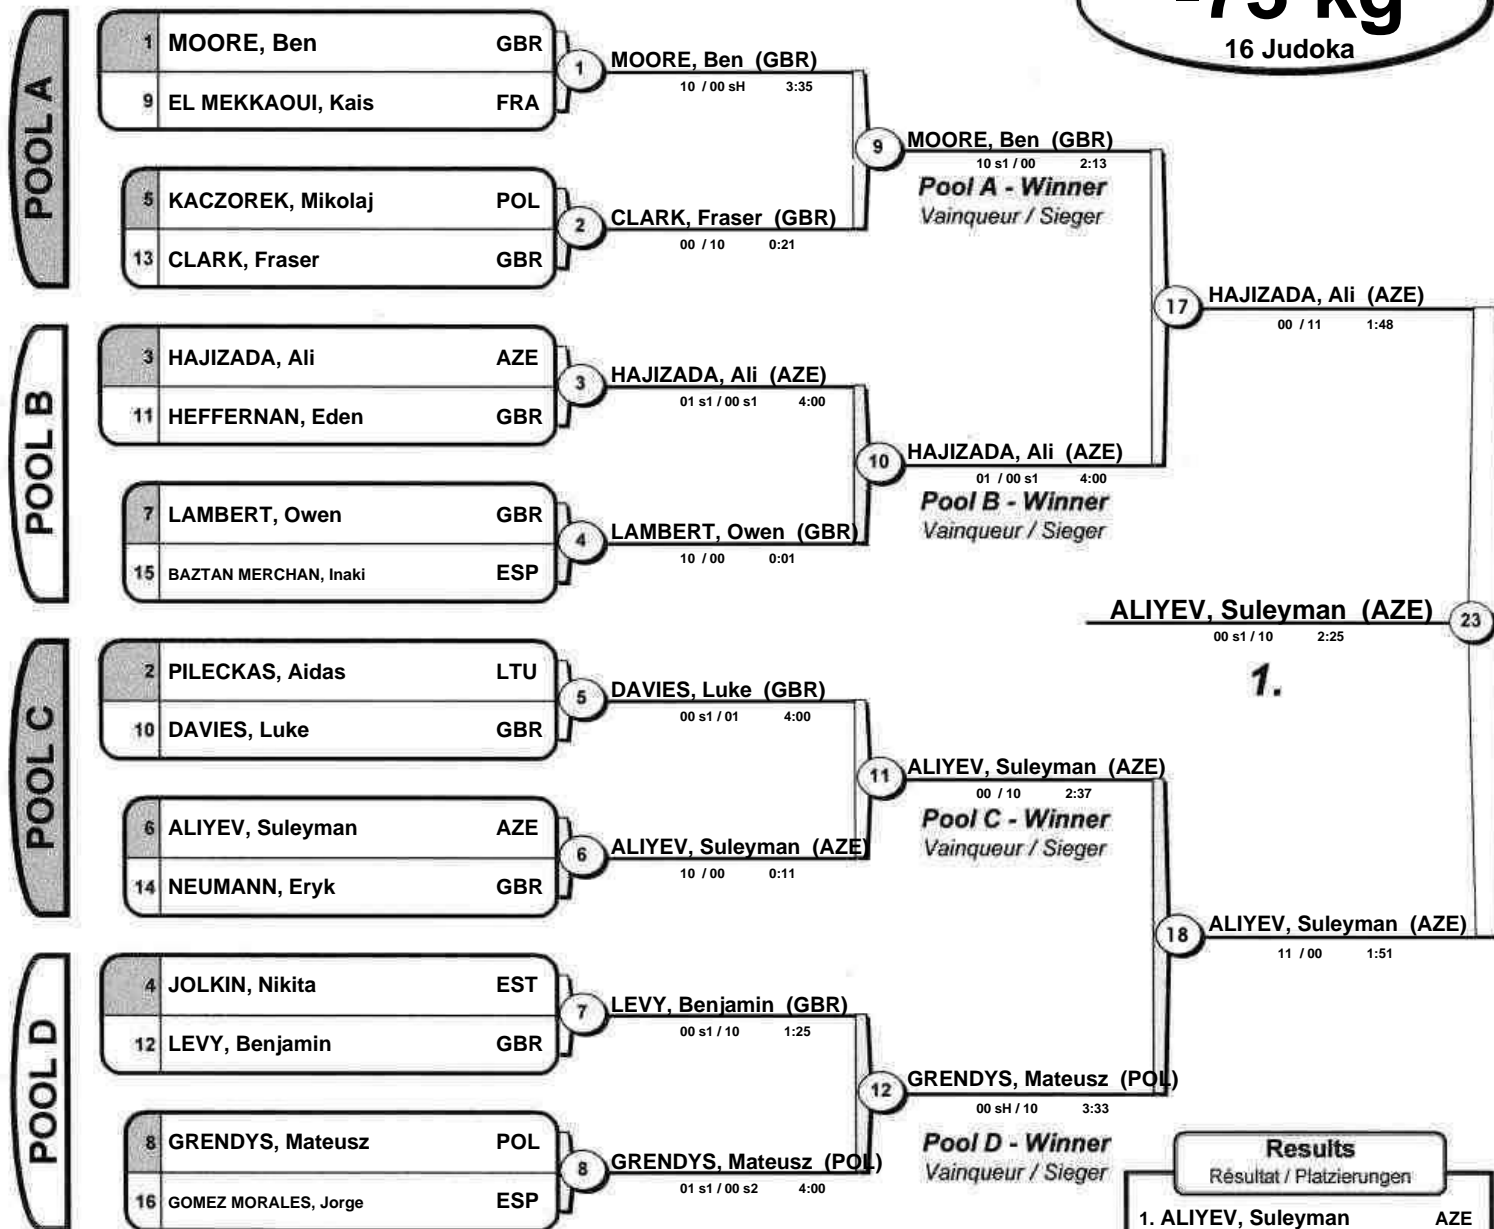 -73 kg
16 Judoka
POOL A
1 MOORE, Ben GBR
9 EL MEKKAOUI, Kais FRA
5 KACZOREK, Mikolaj POL
13 CLARK, Fraser GBR
1 MOORE, Ben (GBR)
10 / 00 sH 3:35
2 CLARK, Fraser (GBR)
00 / 10 0:21
9 MOORE, Ben (GBR)
10 s1 / 00 2:13
Pool A - Winner
Vainqueur / Sieger
POOL B
3 HAJIZADA, Ali AZE
11 HEFFERNAN, Eden GBR
7 LAMBERT, Owen GBR
15 BAZTAN MERCHAN, Inaki ESP
3 HAJIZADA, Ali (AZE)
01 s1 / 00 s1 4:00
4 LAMBERT, Owen (GBR)
10 / 00 0:01
10 HAJIZADA, Ali (AZE)
01 / 00 s1 4:00
Pool B - Winner
Vainqueur / Sieger
17 HAJIZADA, Ali (AZE)
00 / 11 1:48
ALIYEV, Suleyman (AZE) 23
00 s1 / 10 2:25
1.
POOL C
2 PILECKAS, Aidas LTU
10 DAVIES, Luke GBR
6 ALIYEV, Suleyman AZE
14 NEUMANN, Eryk GBR
5 DAVIES, Luke (GBR)
00 s1 / 01 4:00
6 ALIYEV, Suleyman (AZE)
10 / 00 0:11
11 ALIYEV, Suleyman (AZE)
00 / 10 2:37
Pool C - Winner
Vainqueur / Sieger
POOL D
4 JOLKIN, Nikita EST
12 LEVY, Benjamin GBR
8 GRENDYS, Mateusz POL
16 GOMEZ MORALES, Jorge ESP
7 LEVY, Benjamin (GBR)
00 s1 / 10 1:25
8 GRENDYS, Mateusz (POL)
01 s1 / 00 s2 4:00
12 GRENDYS, Mateusz (POL)
00 sH / 10 3:33
Pool D - Winner
Vainqueur / Sieger
18 ALIYEV, Suleyman (AZE)
11 / 00 1:51
Results
Résultat / Platzierungen
1. ALIYEV, Suleyman AZE